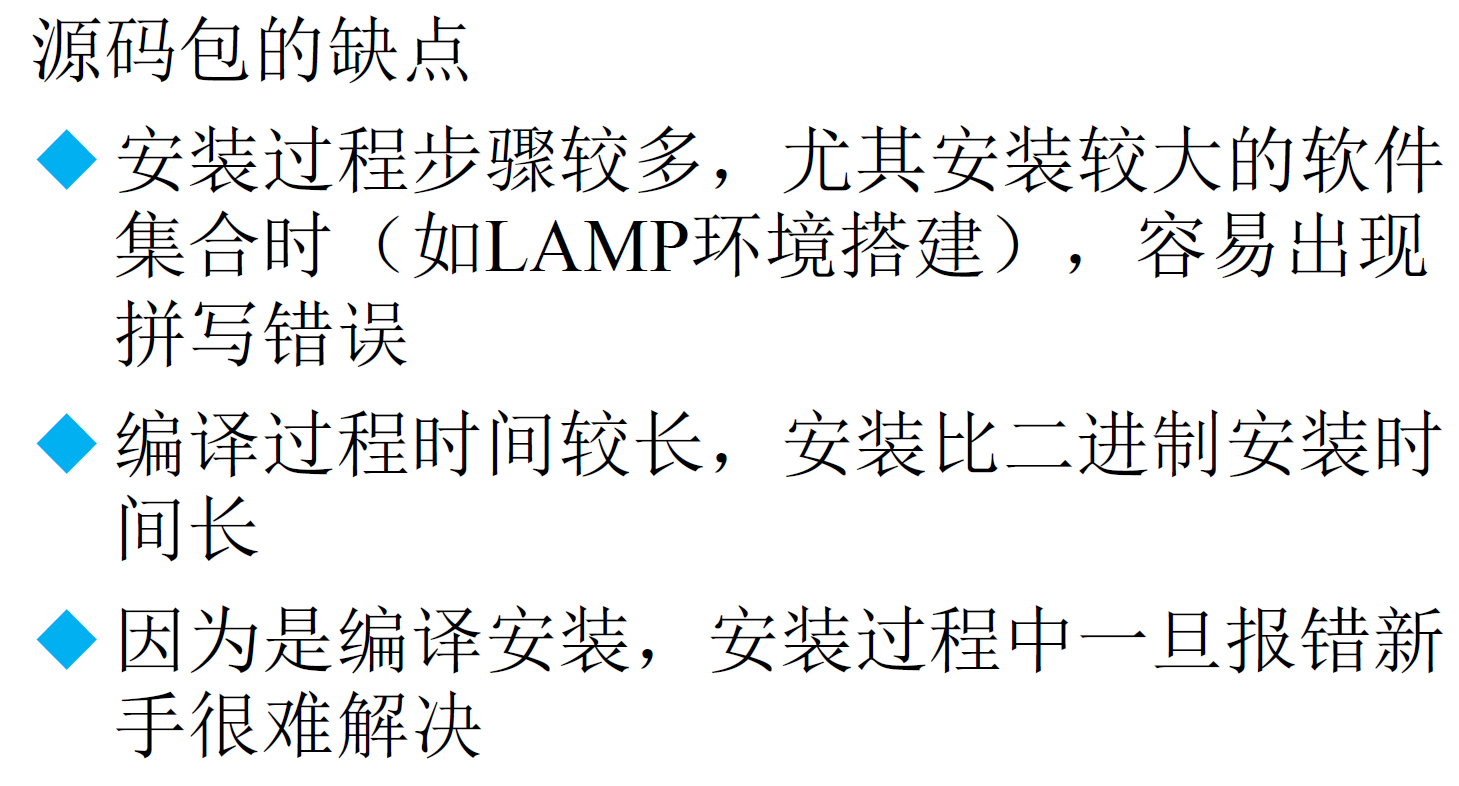 源码包的缺点
安装过程步骤较多，尤其安装较大的软件
集合时（如LAMP环境搭建），容易出现
拼写错误
编译过程时间较长，安装比二进制安装时
间长
因为是编译安装，安装过程中一旦报错新
手很难解决